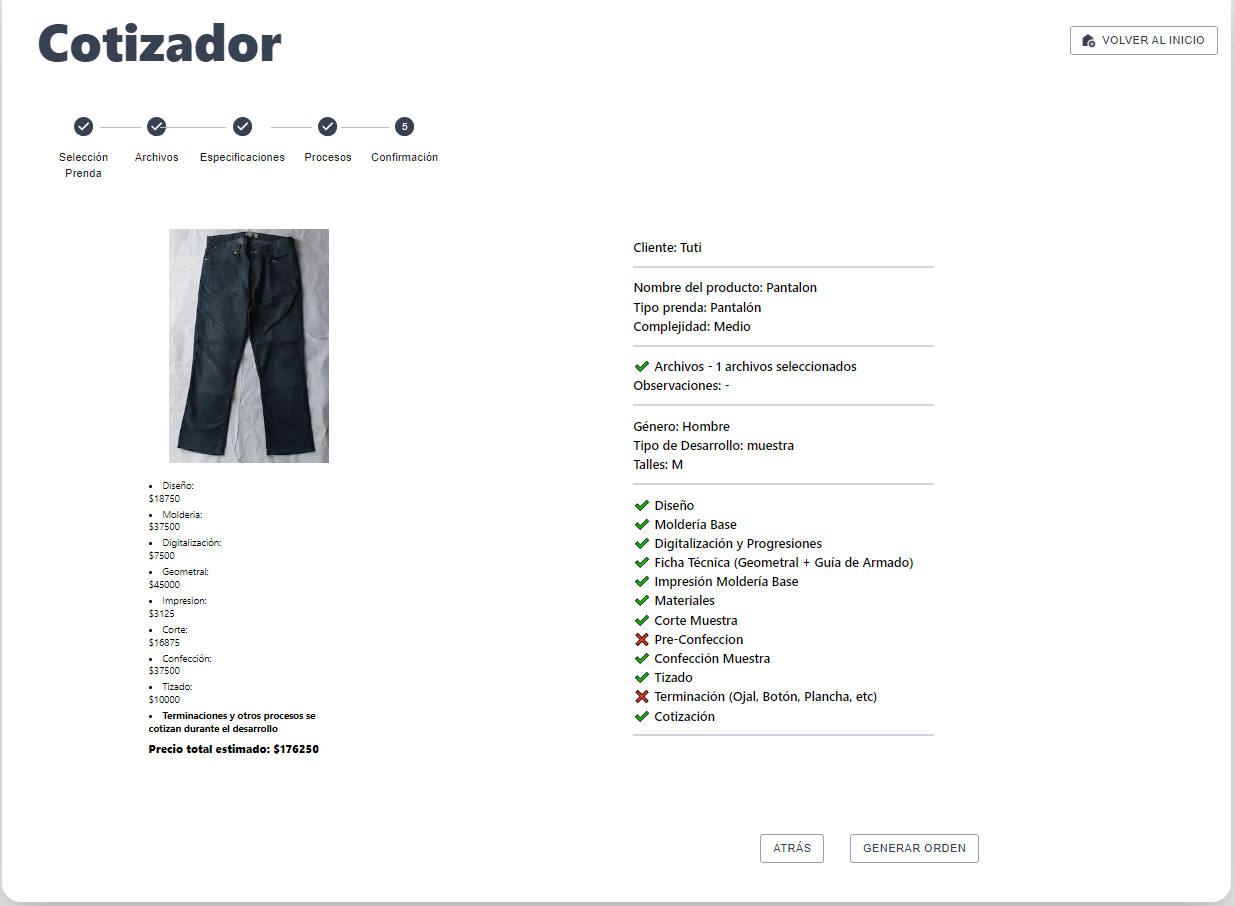 Cotizador
VOLVER AL INICIO
5
Selección
Prenda
Archivos
Especificaciones
Procesos
Confirmación
Diseño:
$18750
Molderia:
$37500
Digitalización:
$7500
Geometral:
$45000
Impresion:
$3125
Corte:
$16875
Confección:
$37500
Tizado:
$10000
Terminaciones y otros procesos se
cotizan durante el desarrollo
Precio total estimado: $176250
Cliente: Tuti
Nombre del producto: Pantalon
Tipo prenda: Pantalón
Complejidad: Medio
Archivos - 1 archivos seleccionados
Observaciones: -
Género: Hombre
Tipo de Desarrollo: muestra
Talles: M
Diseño
Moldería Base
Digitalización y Progresiones
Ficha Técnica (Geometral + Guía de Armado)
Impresión Moldería Base
Materiales
Corte Muestra
Pre-Confeccion
Confección Muestra
Tizado
Terminación (Ojal, Botón, Plancha, etc)
Cotización
ATRÁS
GENERAR ORDEN